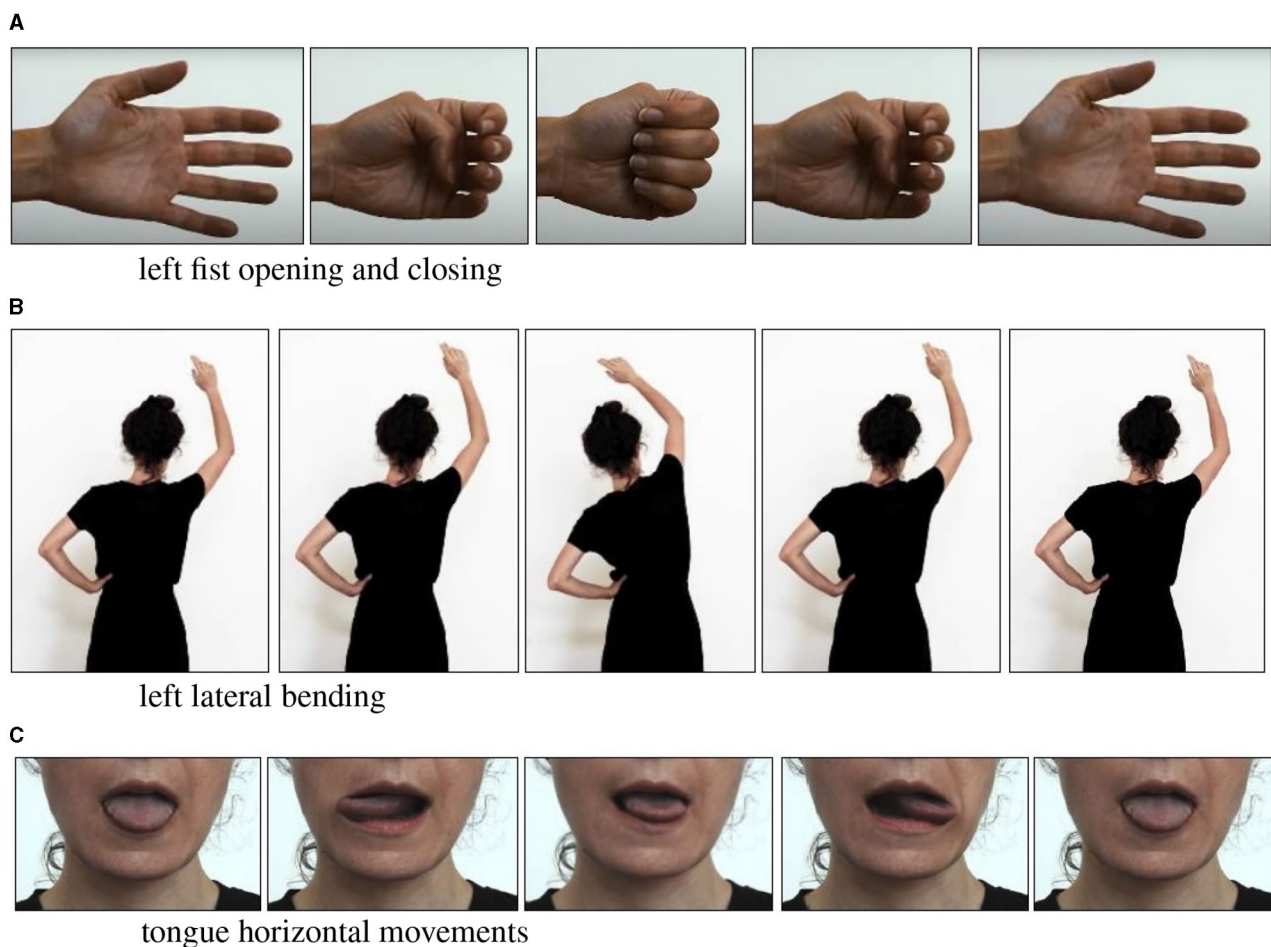 A
left fist opening and closing
B
left lateral bending
C
tongue horizontal movements